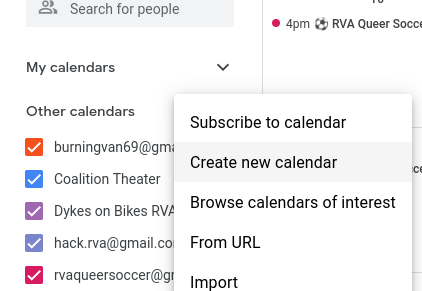 Search for people
4pm ⚽ RVA Queer Socce
My calendars
Other calendars
Subscribe to calendar
burningvan69@gma
Create new calendar
Coalition Theater
Dykes on Bikes RVA
Browse calendars of interest
hack.rva@gmail.co
From URL
rvaqueersoccer@gr
Import